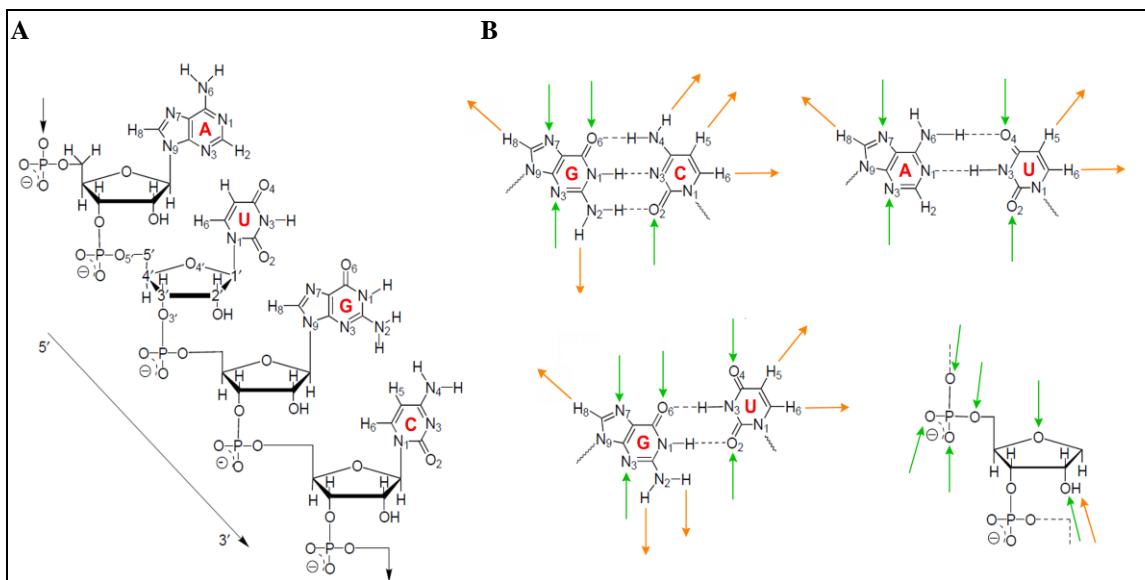 A
B
H H
N6
N7 N1
A
H8 N9 N3 H2
O
P O H H
⊖ O
O
H H H H
O OH
H O4
U
H6 N3 H
N1 O2
P O5′ 5′
⊖ O
O4′
4′ H H 1′
H 3′ 2′ H
O3′ OH
O6
N7 N1 H
G
H8 N9 N3 N2 H
H
5′
P O
⊖ O
O
H H H H
O OH
H5 N4 H
H
C
H6 N3
N1 O2
P O
⊖ O
O
H H H H
O OH
3′
P O
⊖ O
H
H8 N7 O6 H N4 H5
G C
N9 N1 H N3 H6
N3 N2 H O2 N1
H
H
H8 N7 N6 H O4 H5
A U
N9 N1 H N3 H6
N3 H2 O2 N1
O4 H5
H8 N7 O6 H N3 U H6
N9 G N1 H O2 N1
N3 N2
H H
O
P O O
⊖ O
H H H H
O OH
P O
⊖ O